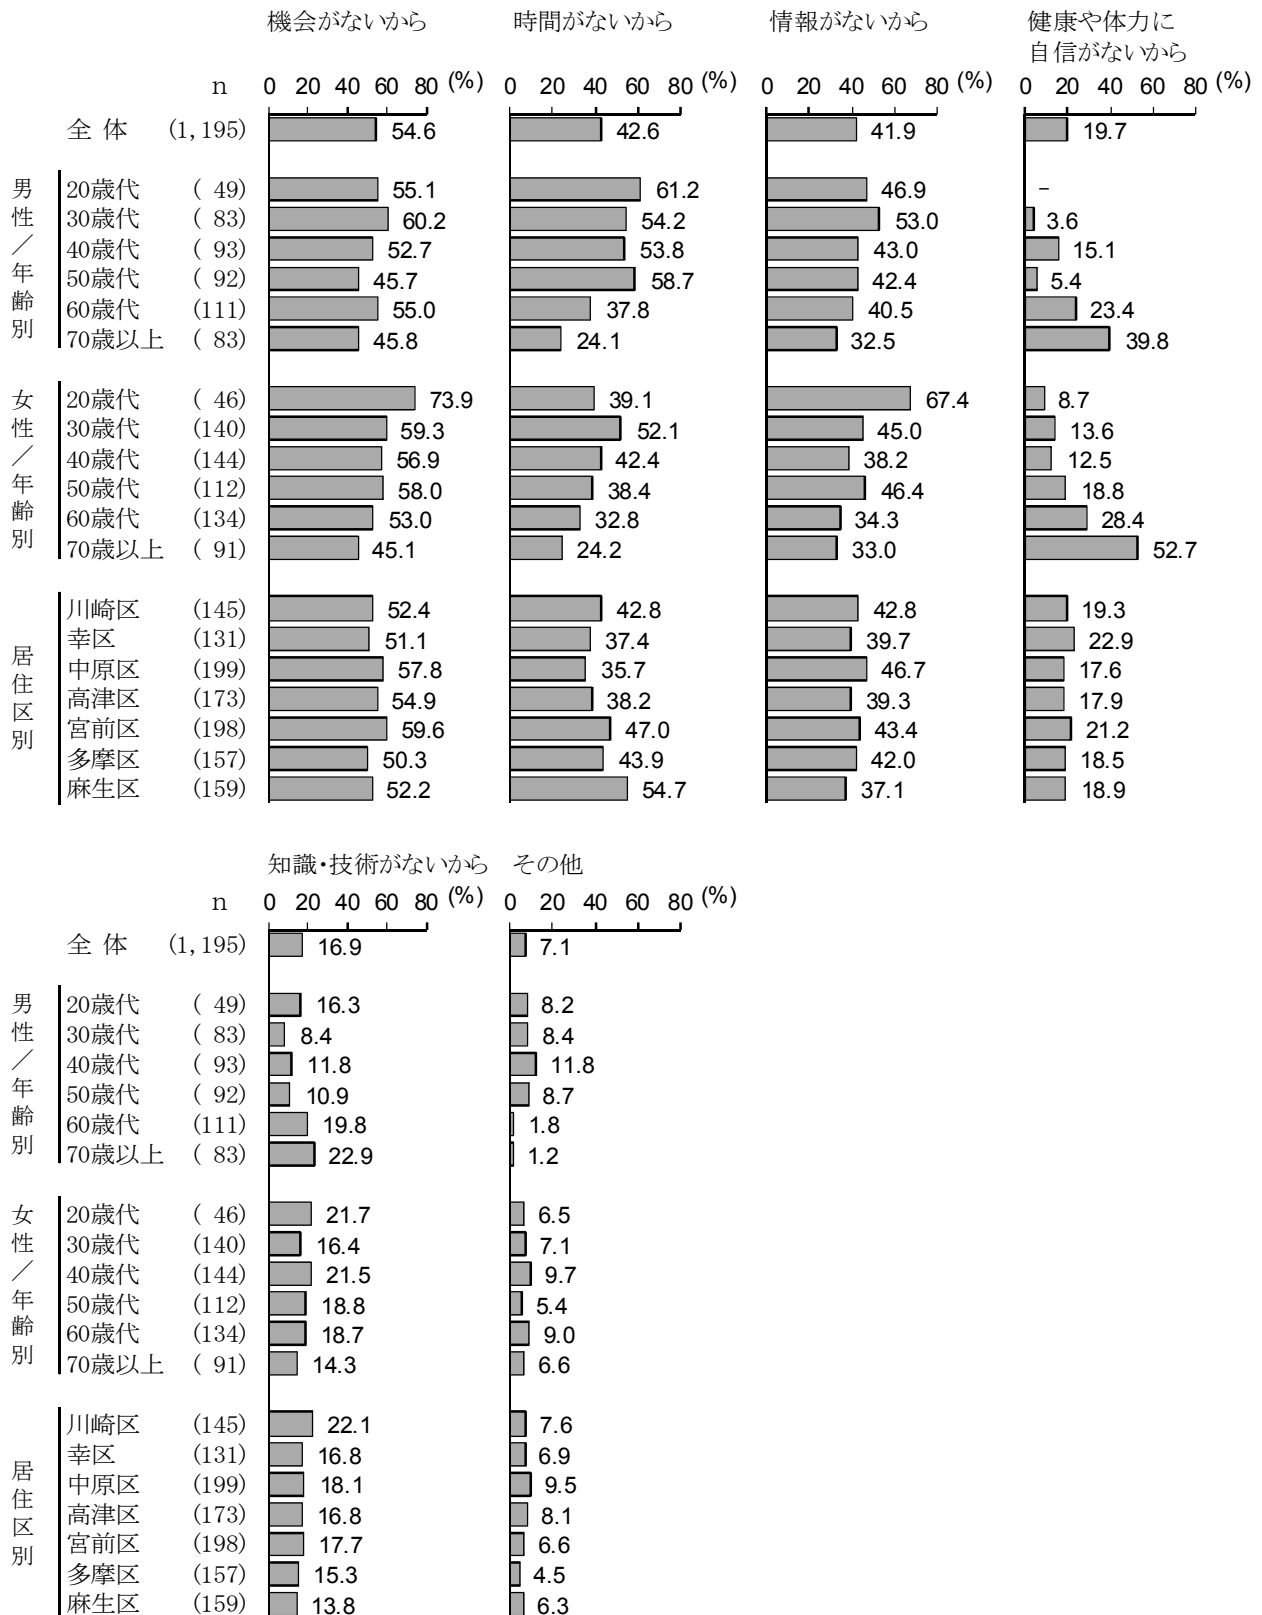 機会がないから 時間がないから 情報がないから 健康や体力に
自信がないから
n 0 20 40 60 80 (%) 0 20 40 60 80 (%) 0 20 40 60 80 (%) 0 20 40 60 80 (%)
全 体 (1,195) 54.6 42.6 41.9 19.7
男性／年齢別
20歳代 ( 49) 55.1 61.2 46.9 -
30歳代 ( 83) 60.2 54.2 53.0 3.6
40歳代 ( 93) 52.7 53.8 43.0 15.1
50歳代 ( 92) 45.7 58.7 42.4 5.4
60歳代 (111) 55.0 37.8 40.5 23.4
70歳以上 ( 83) 45.8 24.1 32.5 39.8
女性／年齢別
20歳代 ( 46) 73.9 39.1 67.4 8.7
30歳代 (140) 59.3 52.1 45.0 13.6
40歳代 (144) 56.9 42.4 38.2 12.5
50歳代 (112) 58.0 38.4 46.4 18.8
60歳代 (134) 53.0 32.8 34.3 28.4
70歳以上 ( 91) 45.1 24.2 33.0 52.7
居住区別
川崎区 (145) 52.4 42.8 42.8 19.3
幸区 (131) 51.1 37.4 39.7 22.9
中原区 (199) 57.8 35.7 46.7 17.6
高津区 (173) 54.9 38.2 39.3 17.9
宮前区 (198) 59.6 47.0 43.4 21.2
多摩区 (157) 50.3 43.9 42.0 18.5
麻生区 (159) 52.2 54.7 37.1 18.9
知識・技術がないから その他
n 0 20 40 60 80 (%) 0 20 40 60 80 (%)
全 体 (1,195) 16.9 7.1
男性／年齢別
20歳代 ( 49) 16.3 8.2
30歳代 ( 83) 8.4 8.4
40歳代 ( 93) 11.8 11.8
50歳代 ( 92) 10.9 8.7
60歳代 (111) 19.8 1.8
70歳以上 ( 83) 22.9 1.2
女性／年齢別
20歳代 ( 46) 21.7 6.5
30歳代 (140) 16.4 7.1
40歳代 (144) 21.5 9.7
50歳代 (112) 18.8 5.4
60歳代 (134) 18.7 9.0
70歳以上 ( 91) 14.3 6.6
居住区別
川崎区 (145) 22.1 7.6
幸区 (131) 16.8 6.9
中原区 (199) 18.1 9.5
高津区 (173) 16.8 8.1
宮前区 (198) 17.7 6.6
多摩区 (157) 15.3 4.5
麻生区 (159) 13.8 6.3